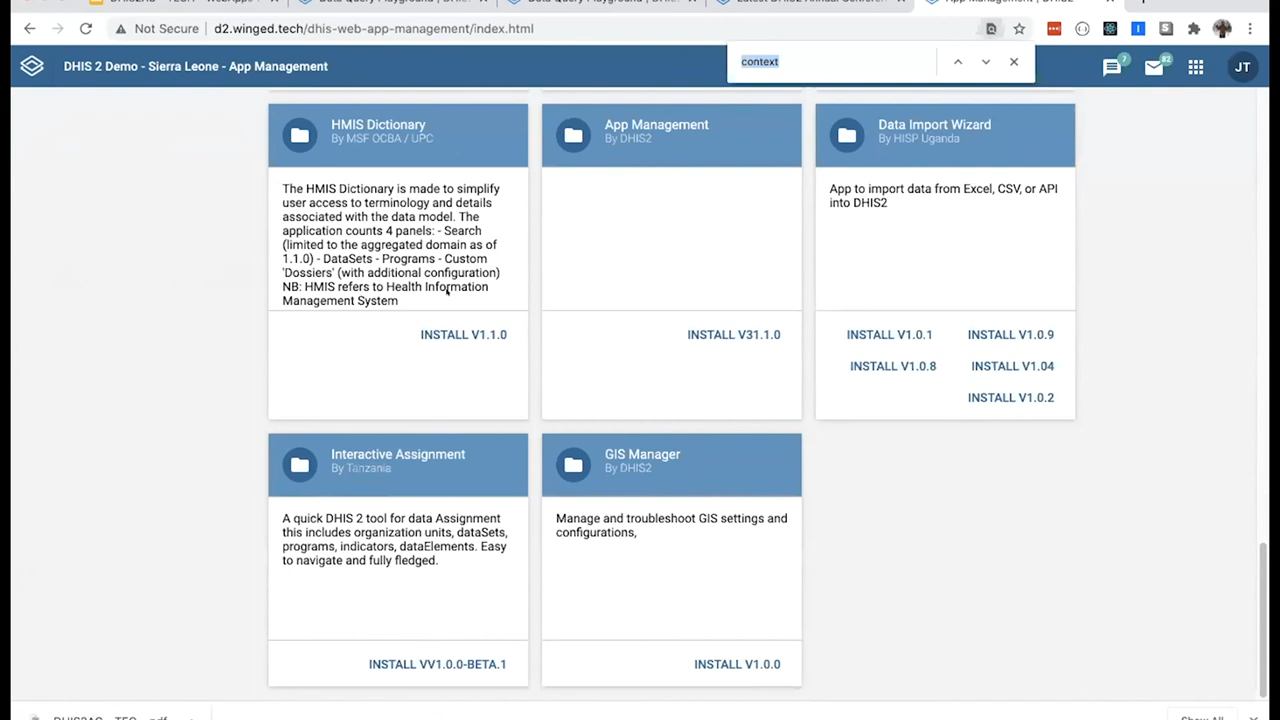 Not Secure
d2.winged.tech/dhis-web-app-management/index.html
DHIS 2 Demo - Sierra Leone - App Management
context
7
82
JT
HMIS Dictionary
By MSF OCBA / UPC
The HMIS Dictionary is made to simplify
user access to terminology and details
associated with the data model. The
application counts 4 panels: - Search
(limited to the aggregated domain as of
1.1.0) - DataSets - Programs - Custom
'Dossiers' (with additional configuration)
NB: HMIS refers to Health Information
Management System
INSTALL V1.1.0
App Management
By DHIS2
INSTALL V31.1.0
Data Import Wizard
By HISP Uganda
App to import data from Excel, CSV, or API
into DHIS2
INSTALL V1.0.1
INSTALL V1.0.9
INSTALL V1.0.8
INSTALL V1.04
INSTALL V1.0.2
Interactive Assignment
By Tanzania
A quick DHIS 2 tool for data Assignment
this includes organization units, dataSets,
programs, indicators, dataElements. Easy
to navigate and fully fledged.
INSTALL VV1.0.0-BETA.1
GIS Manager
By DHIS2
Manage and troubleshoot GIS settings and
configurations,
INSTALL V1.0.0
Show All